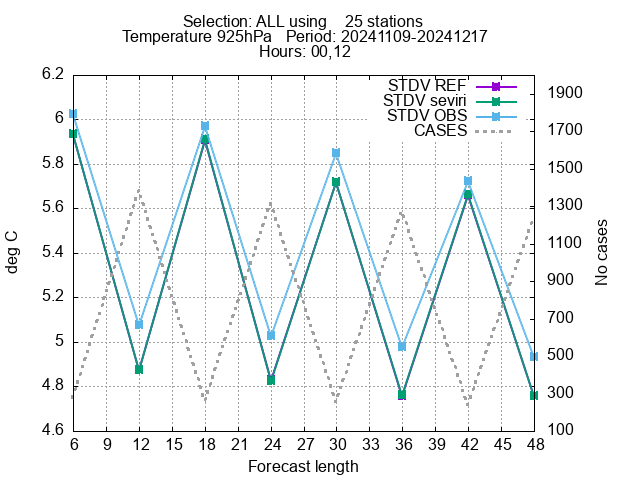 Selection: ALL using    25 stations
Temperature 925hPa   Period: 20241109-20241217
Hours: 00,12
STDV REF
STDV seviri
STDV OBS
CASES
6.2
6
5.8
5.6
5.4
5.2
5
4.8
4.6
deg C
1900
1700
1500
1300
1100
900
700
500
300
100
No cases
6 9 12 15 18 21 24 27 30 33 36 39 42 45 48
Forecast length